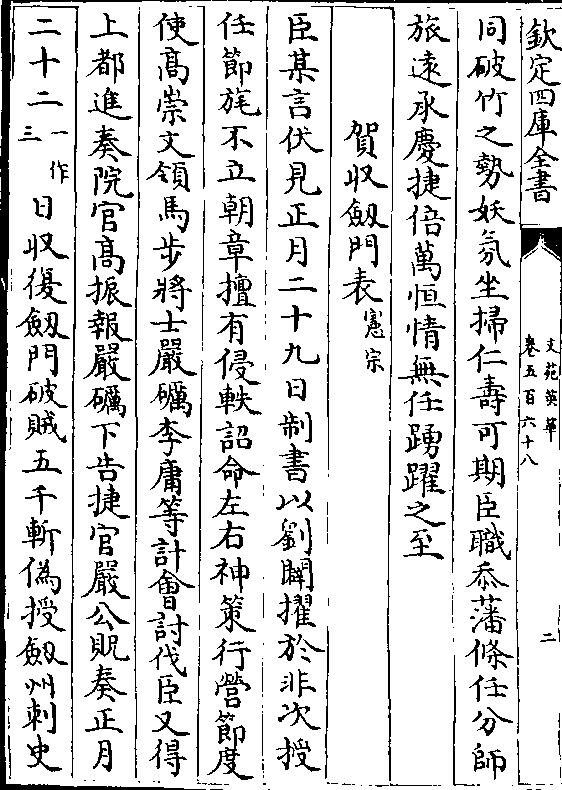 欽定四庫全書
文苑英華
卷五百六十八
二
同破竹之勢妖氛坐掃仁壽可期臣職忝藩條任分師
旅遠承慶捷倍萬恒情無任踴躍之至
賀收劔門表憲宗
臣某言伏見正月二十九日制書以劉闢擢於非次授
任節旄不立朝章擅有侵軼詔命左右神策行營節度
使髙崇文領馬步將士嚴礪李庸等計會討伐臣又得
上都進奏院官髙振報嚴礪下告捷官嚴公貺奏正月
二十二一作三日収復劔門破賊五千斬偽授劔州刺史